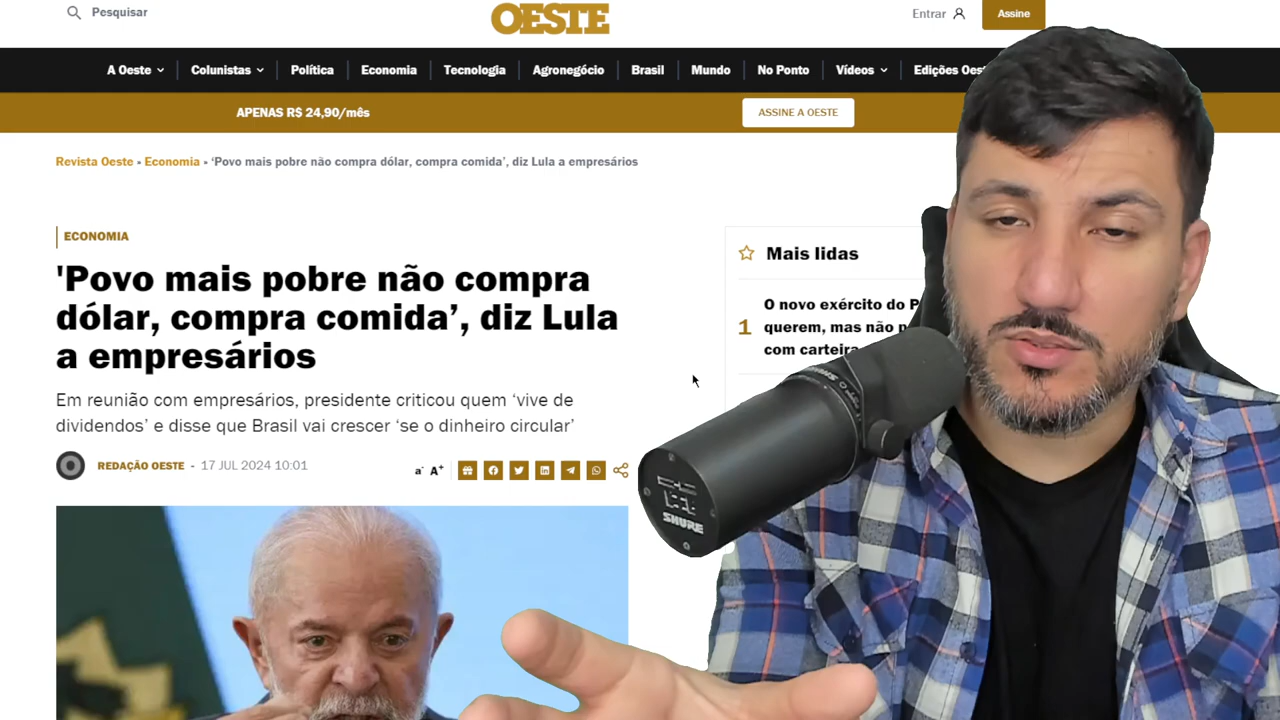 Pesquisar
OESTE
Entrar
Assine
A Oeste
Colunistas
Política
Economia
Tecnologia
Agronegócio
Brasil
Mundo
No Ponto
Vídeos
Edições Oest
APENAS R$ 24,90/mês
ASSINE A OESTE
Revista Oeste • Economia • ‘Povo mais pobre não compra dólar, compra comida’, diz Lula a empresários
ECONOMIA
'Povo mais pobre não compra
dólar, compra comida’, diz Lula
a empresários
Em reunião com empresários, presidente criticou quem ‘vive de
dividendos’ e disse que Brasil vai crescer ‘se o dinheiro circular’
REDAÇÃO OESTE - 17 JUL 2024 10:01
a- A+
Mais lidas
1
O novo exército do P
querem, mas não p
com carteira
SHURE